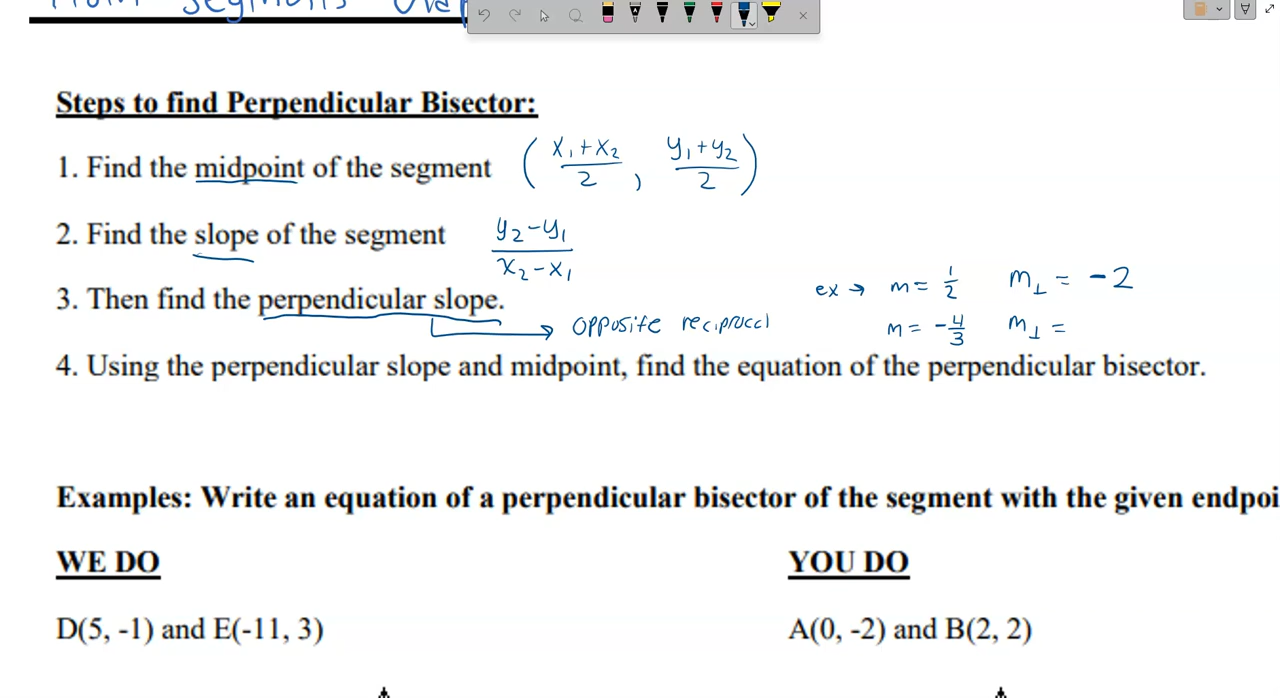 From Segments Over
Steps to find Perpendicular Bisector:
1. Find the midpoint of the segment (x₁+x₂/2, y₁+y₂/2)
2. Find the slope of the segment y₂-y₁/x₂-x₁
3. Then find the perpendicular slope.
ex → m = 1/2 m⊥ = -2
opposite reciprocal m = -4/3 m⊥ =
4. Using the perpendicular slope and midpoint, find the equation of the perpendicular bisector.
Examples: Write an equation of a perpendicular bisector of the segment with the given endpoi
WE DO YOU DO
D(5, -1) and E(-11, 3) A(0, -2) and B(2, 2)